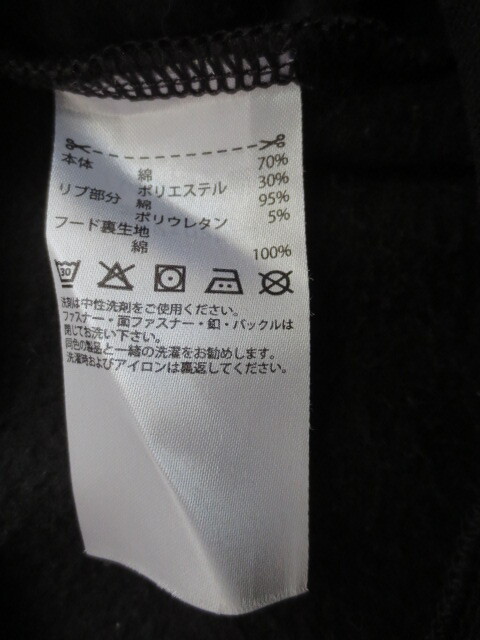 本体 綿 70%
ポリエステル 30%
リブ部分 綿 95%
ポリウレタン 5%
フード裏生地
綿 100%
30
洗剤は中性洗剤をご使用ください。
ファスナー・面ファスナー・釦・バックルは
閉じてお洗い下さい。
同色の製品と一緒の洗濯をお勧めします。
洗濯時およびアイロンは裏返してください。